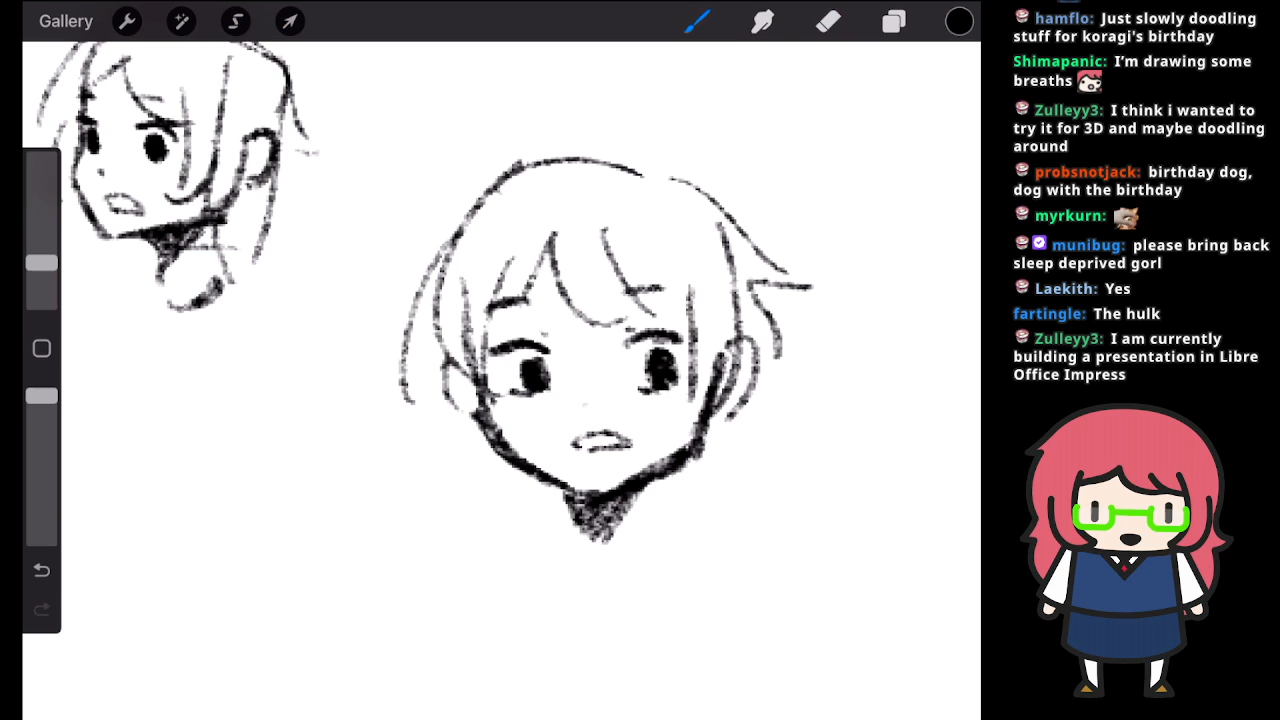 Gallery
hamflo: Just slowly doodling
stuff for koragi's birthday
Shimapanic: I'm drawing some
breaths
Zulleyy3: I think i wanted to
try it for 3D and maybe doodling
around
probsnotjack: birthday dog,
dog with the birthday
myrkurn:
munibug: please bring back
sleep deprived gorl
Laekith: Yes
fartingle: The hulk
Zulleyy3: I am currently
building a presentation in Libre
Office Impress